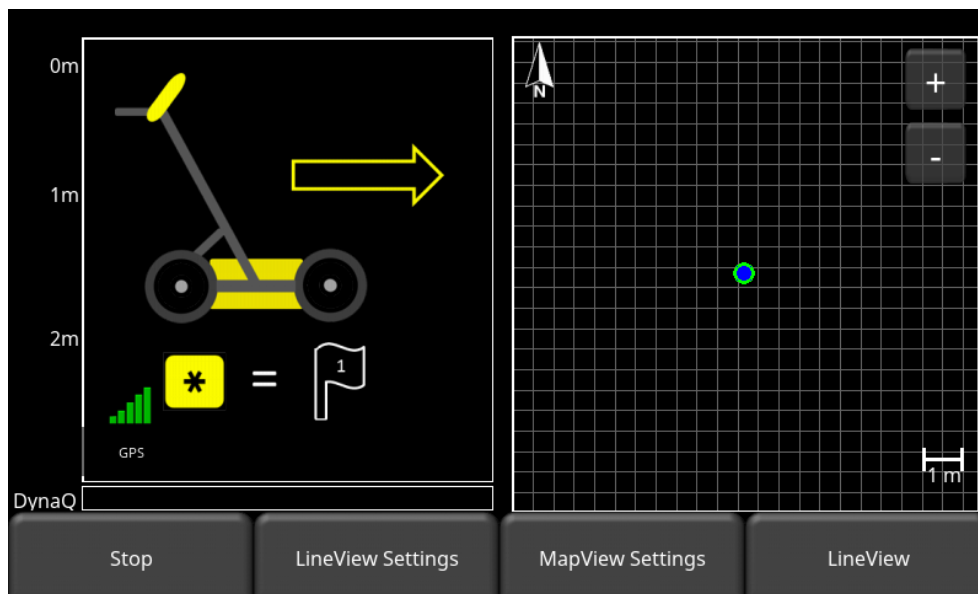 0m
1m
2m
* = 1
GPS
DynaQ
N
+
-
1 m
Stop
LineView Settings
MapView Settings
LineView